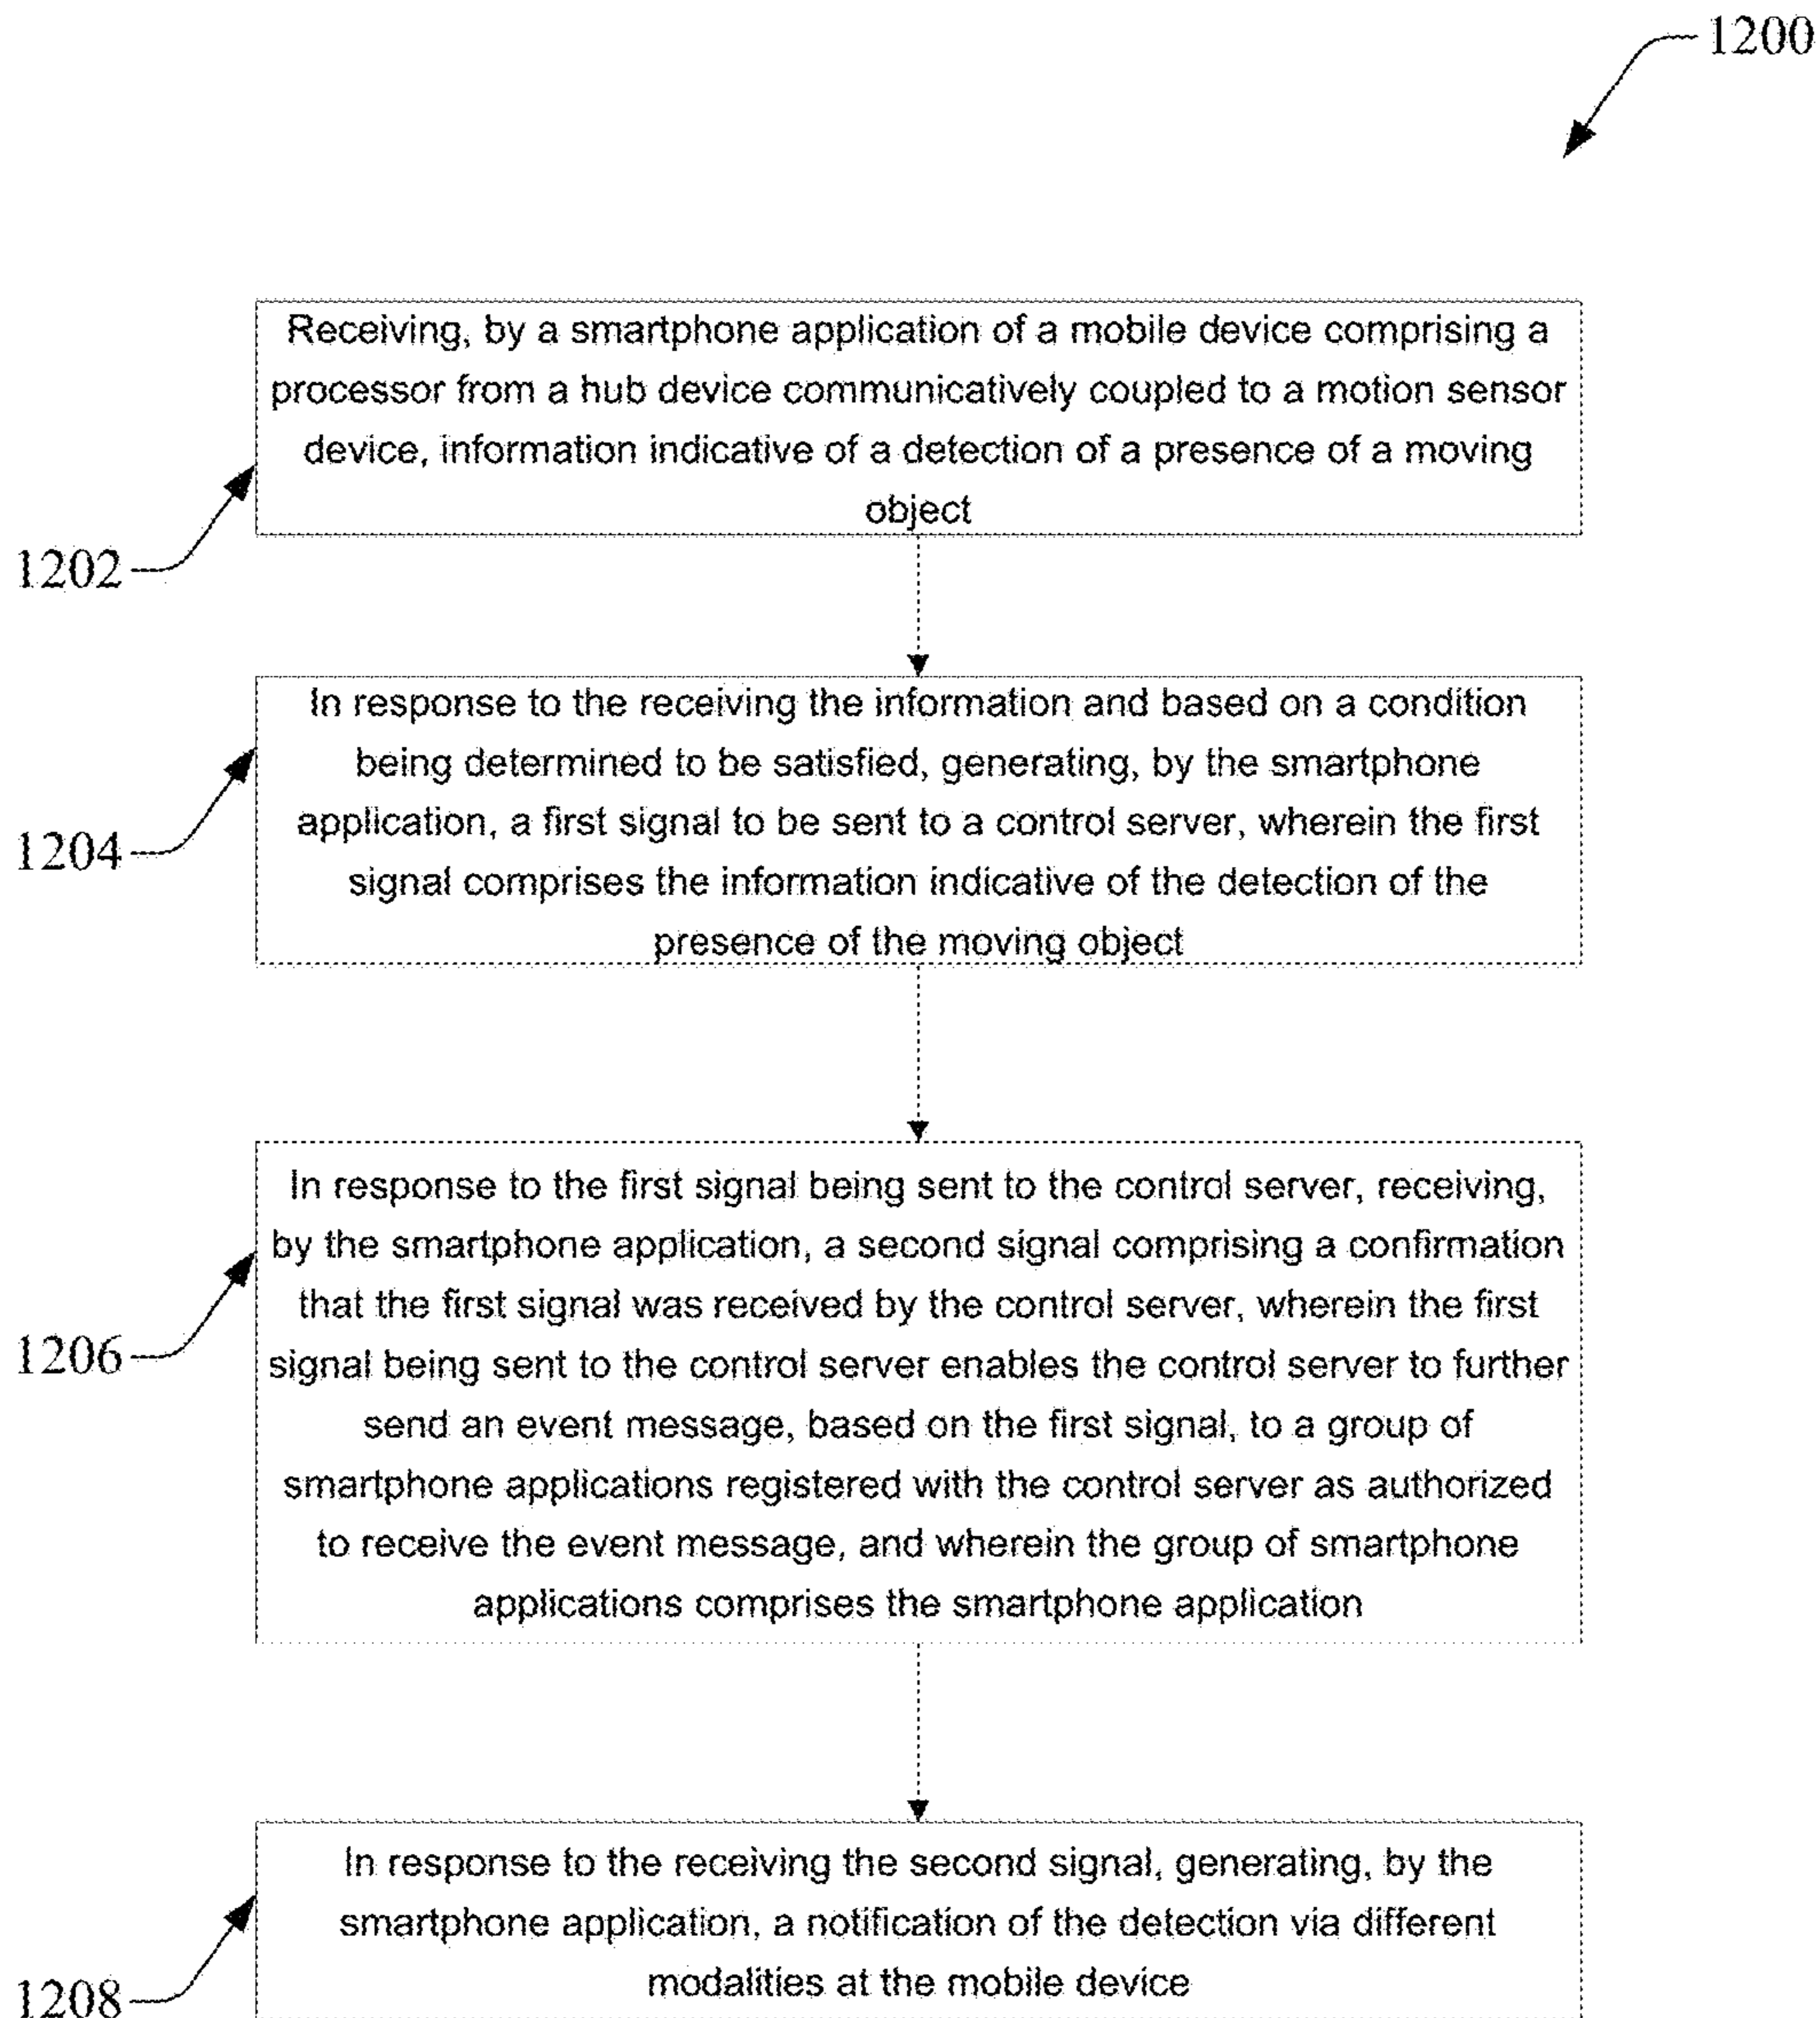 1200
Receiving, by a smartphone application of a mobile device comprising a
processor from a hub device communicatively coupled to a motion sensor
device, information indicative of a detection of a presence of a moving
object
1202
In response to the receiving the information and based on a condition
being determined to be satisfied, generating, by the smartphone
application, a first signal to be sent to a control server, wherein the first
signal comprises the information indicative of the detection of the
presence of the moving object
1204
In response to the first signal being sent to the control server, receiving,
by the smartphone application, a second signal comprising a confirmation
that the first signal was received by the control server, wherein the first
signal being sent to the control server enables the control server to further
send an event message, based on the first signal, to a group of
smartphone applications registered with the control server as authorized
to receive the event message, and wherein the group of smartphone
applications comprises the smartphone application
1206
In response to the receiving the second signal, generating, by the
smartphone application, a notification of the detection via different
modalities at the mobile device
1208